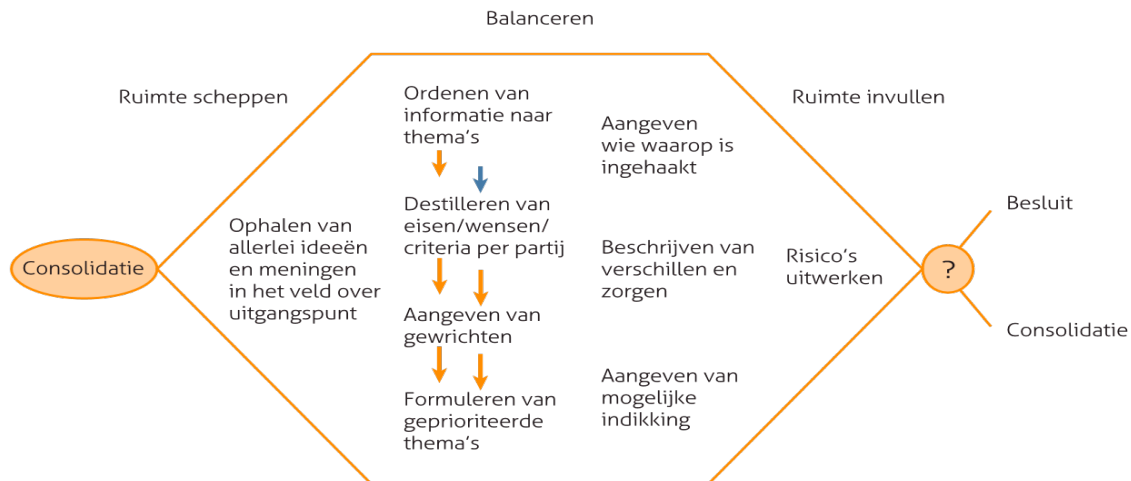 Balanceren
Ruimte scheppen
Ruimte invullen
Consolidatie
Ophalen van
allerlei ideeën
en meningen
in het veld over
uitgangspunt
Ordenen van
informatie naar
thema's
Destilleren van
eisen/wensen/
criteria per partij
Aangeven van
gewrichten
Formuleren van
geprioriteerde
thema's
Aangeven
wie waarop is
ingehaakt
Beschrijven van
verschillen en
zorgen
Aangeven van
mogelijke
indikking
Risico's
uitwerken
?
Besluit
Consolidatie